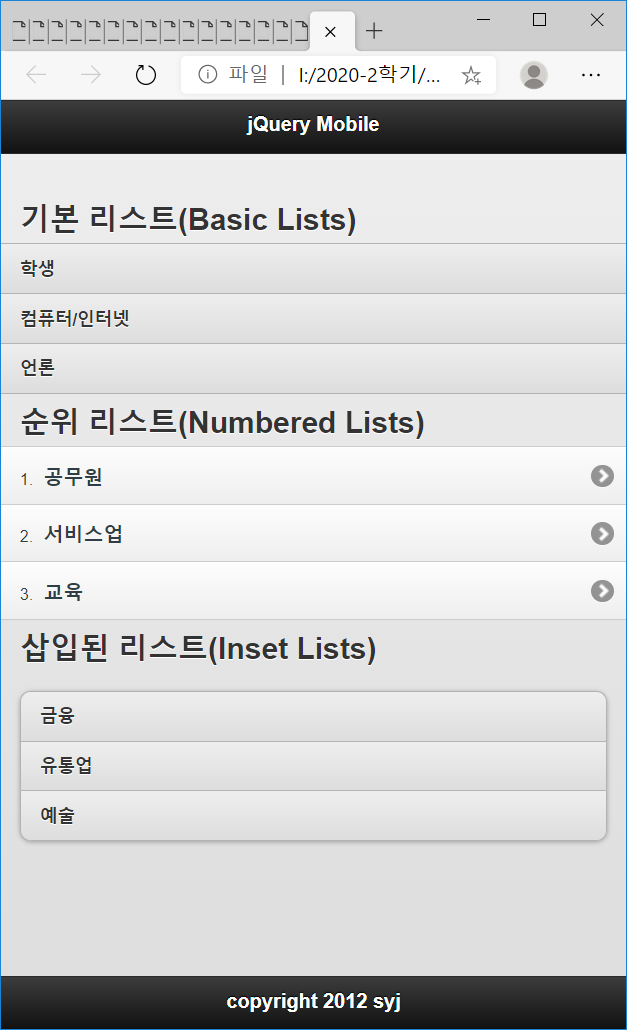 파일 | I:/2020-2학기/...
jQuery Mobile
기본 리스트(Basic Lists)
학생
컴퓨터/인터넷
언론
순위 리스트(Numbered Lists)
1. 공무원
2. 서비스업
3. 교육
삽입된 리스트(Inset Lists)
금융
유통업
예술
copyright 2012 syj